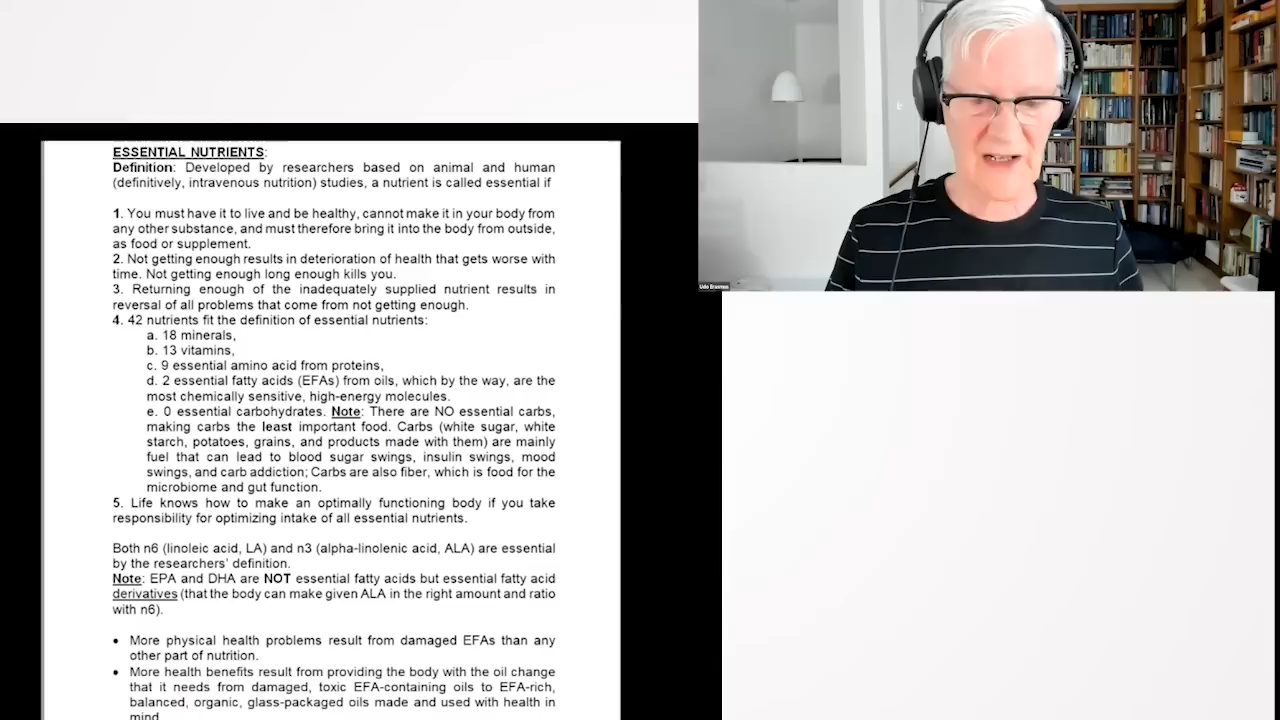 ESSENTIAL NUTRIENTS:
Definition: Developed by researchers based on animal and human
(definitively, intravenous nutrition) studies, a nutrient is called essential if
1. You must have it to live and be healthy, cannot make it in your body from
any other substance, and must therefore bring it into the body from outside,
as food or supplement.
2. Not getting enough results in deterioration of health that gets worse with
time. Not getting enough long enough kills you.
3. Returning enough of the inadequately supplied nutrient results in
reversal of all problems that come from not getting enough.
4. 42 nutrients fit the definition of essential nutrients:
a. 18 minerals,
b. 13 vitamins,
c. 9 essential amino acid from proteins,
d. 2 essential fatty acids (EFAs) from oils, which by the way, are the
most chemically sensitive, high-energy molecules.
e. 0 essential carbohydrates. Note: There are NO essential carbs,
making carbs the least important food. Carbs (white sugar, white
starch, potatoes, grains, and products made with them) are mainly
fuel that can lead to blood sugar swings, insulin swings, mood
swings, and carb addiction; Carbs are also fiber, which is food for the
microbiome and gut function.
5. Life knows how to make an optimally functioning body if you take
responsibility for optimizing intake of all essential nutrients.
Both n6 (linoleic acid, LA) and n3 (alpha-linolenic acid, ALA) are essential
by the researchers' definition.
Note: EPA and DHA are NOT essential fatty acids but essential fatty acid
derivatives (that the body can make given ALA in the right amount and ratio
with n6).
• More physical health problems result from damaged EFAs than any
other part of nutrition.
• More health benefits result from providing the body with the oil change
that it needs from damaged, toxic EFA-containing oils to EFA-rich,
balanced, organic, glass-packaged oils made and used with health in
mind
Udo Erasmus